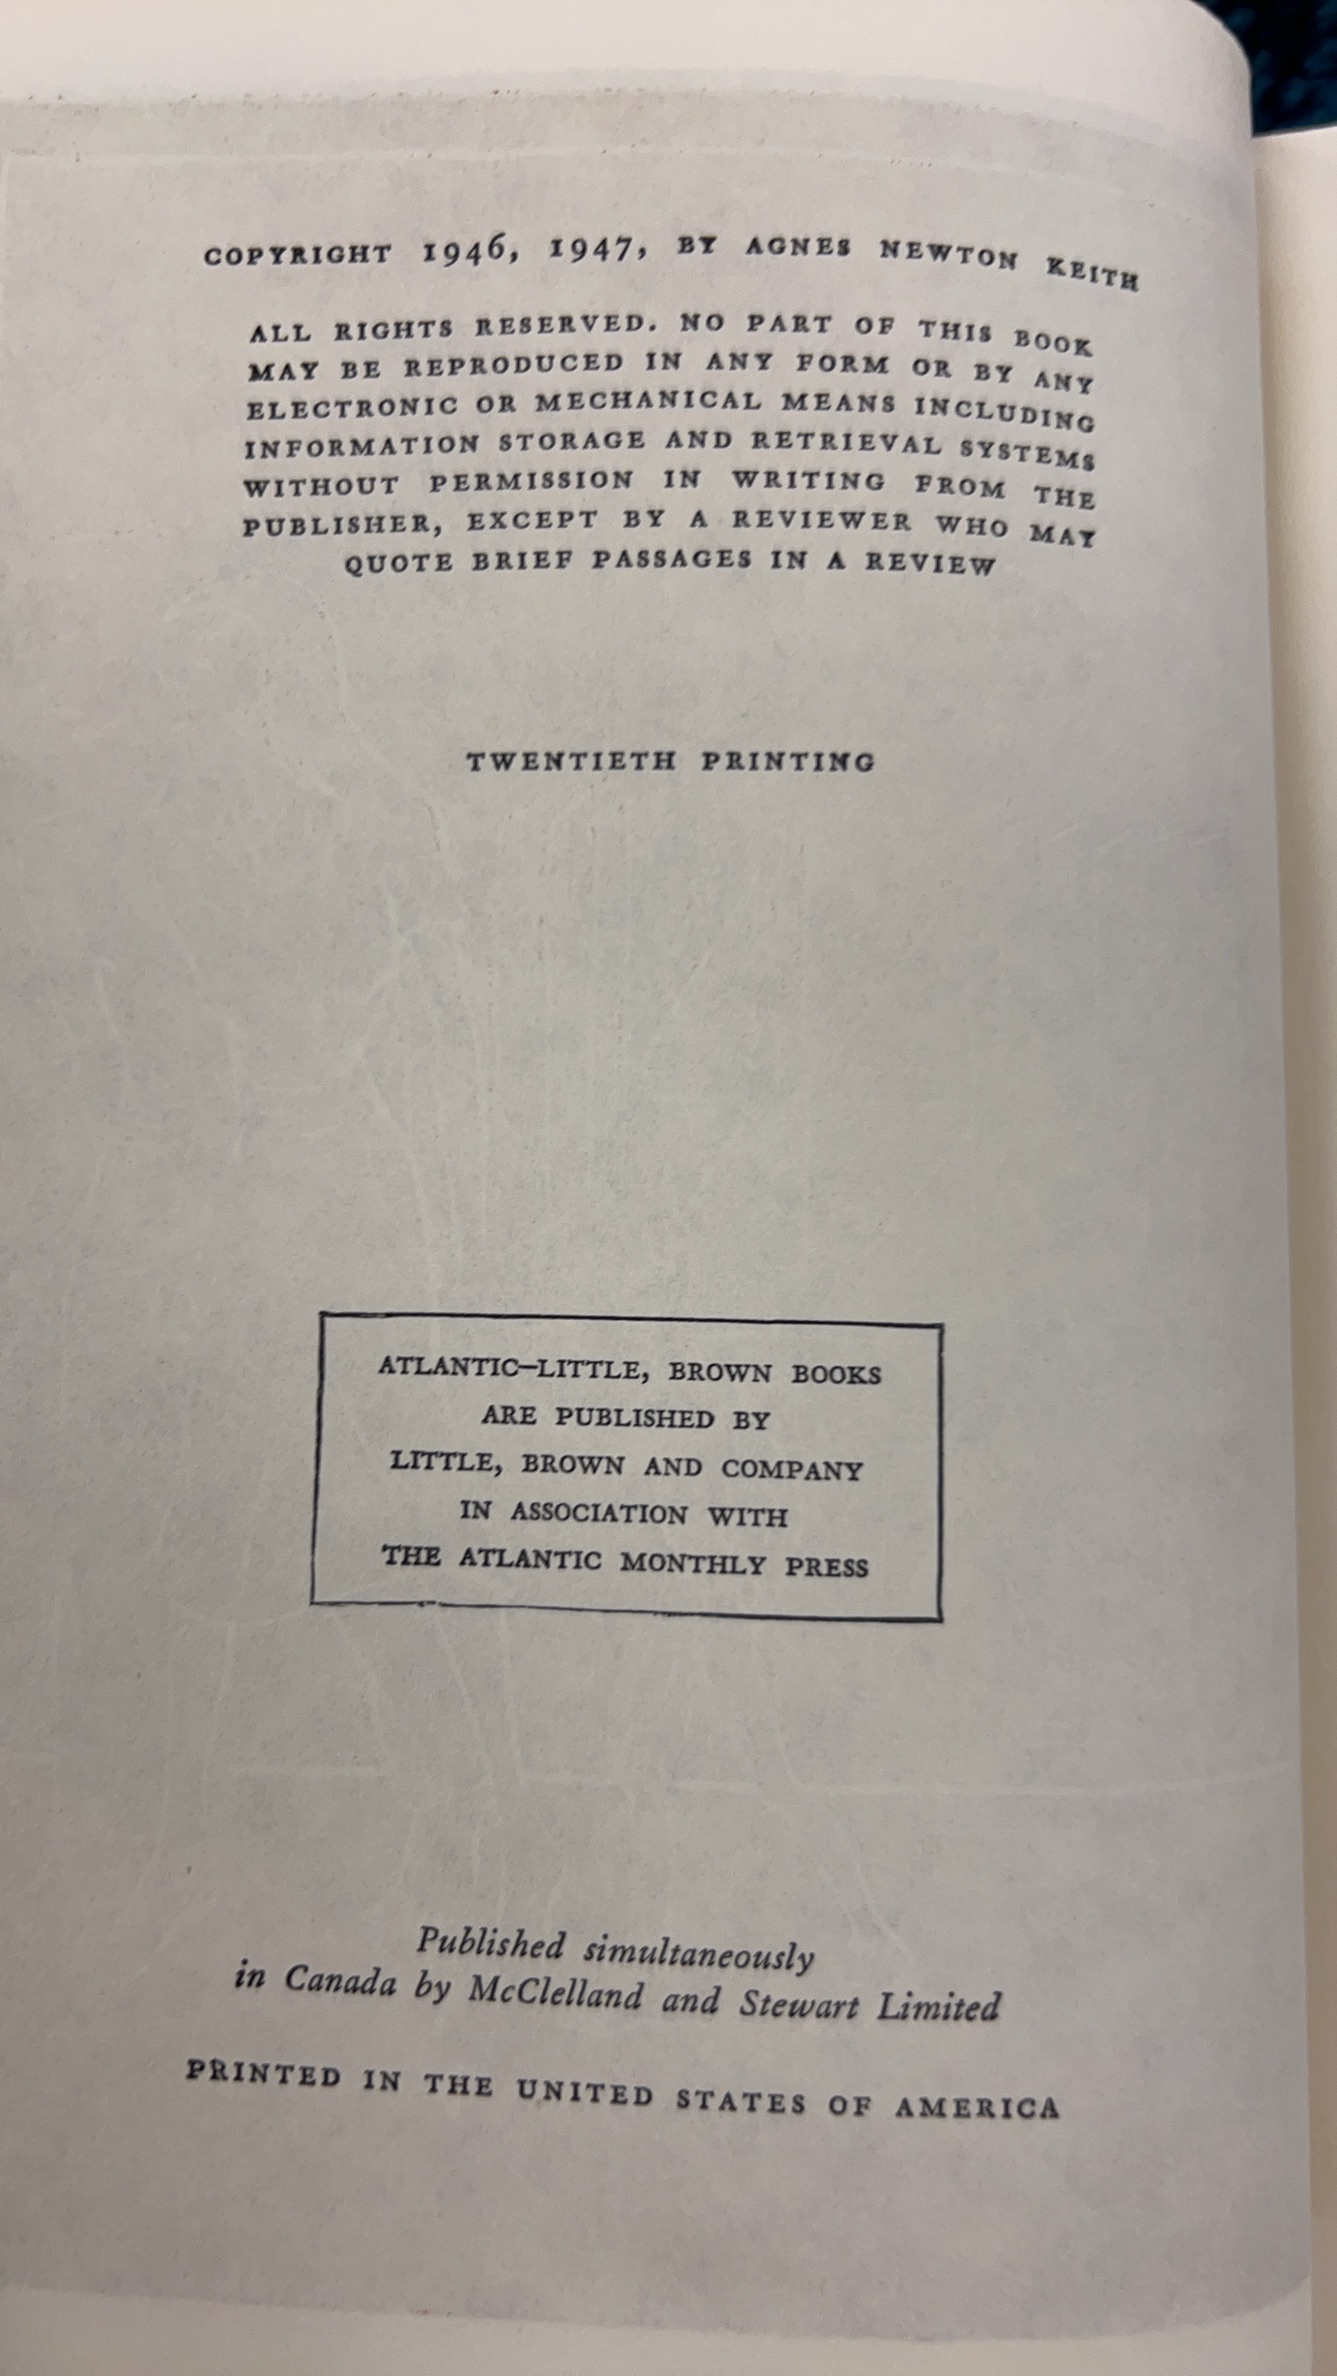 COPYRIGHT 1946, 1947, BY AGNES NEWTON KEITH
ALL RIGHTS RESERVED. NO PART OF THIS BOOK
MAY BE REPRODUCED IN ANY FORM OR BY ANY
ELECTRONIC OR MECHANICAL MEANS INCLUDING
INFORMATION STORAGE AND RETRIEVAL SYSTEMS
WITHOUT PERMISSION IN WRITING FROM THE
PUBLISHER, EXCEPT BY A REVIEWER WHO MAY
QUOTE BRIEF PASSAGES IN A REVIEW
TWENTIETH PRINTING
ATLANTIC–LITTLE, BROWN BOOKS
ARE PUBLISHED BY
LITTLE, BROWN AND COMPANY
IN ASSOCIATION WITH
THE ATLANTIC MONTHLY PRESS
Published simultaneously
in Canada by McClelland and Stewart Limited
PRINTED IN THE UNITED STATES OF AMERICA